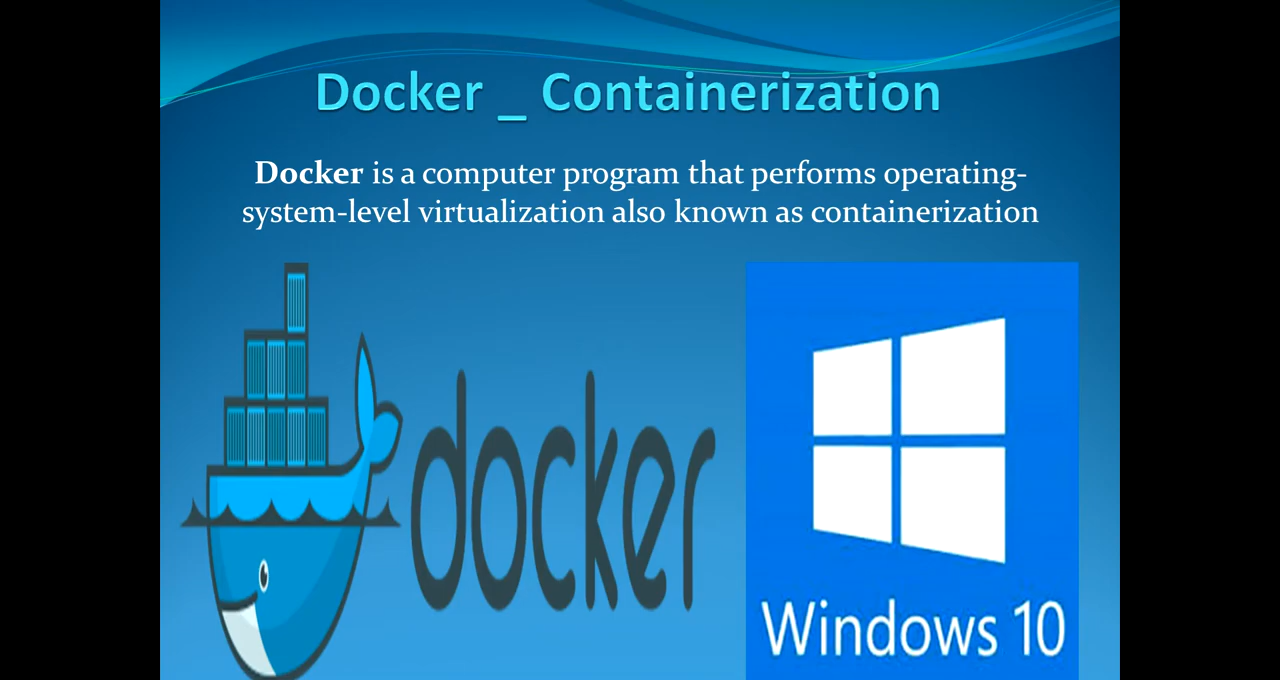 Docker _ Containerization
Docker is a computer program that performs operating-
system-level virtualization also known as containerization
docker
Windows 10